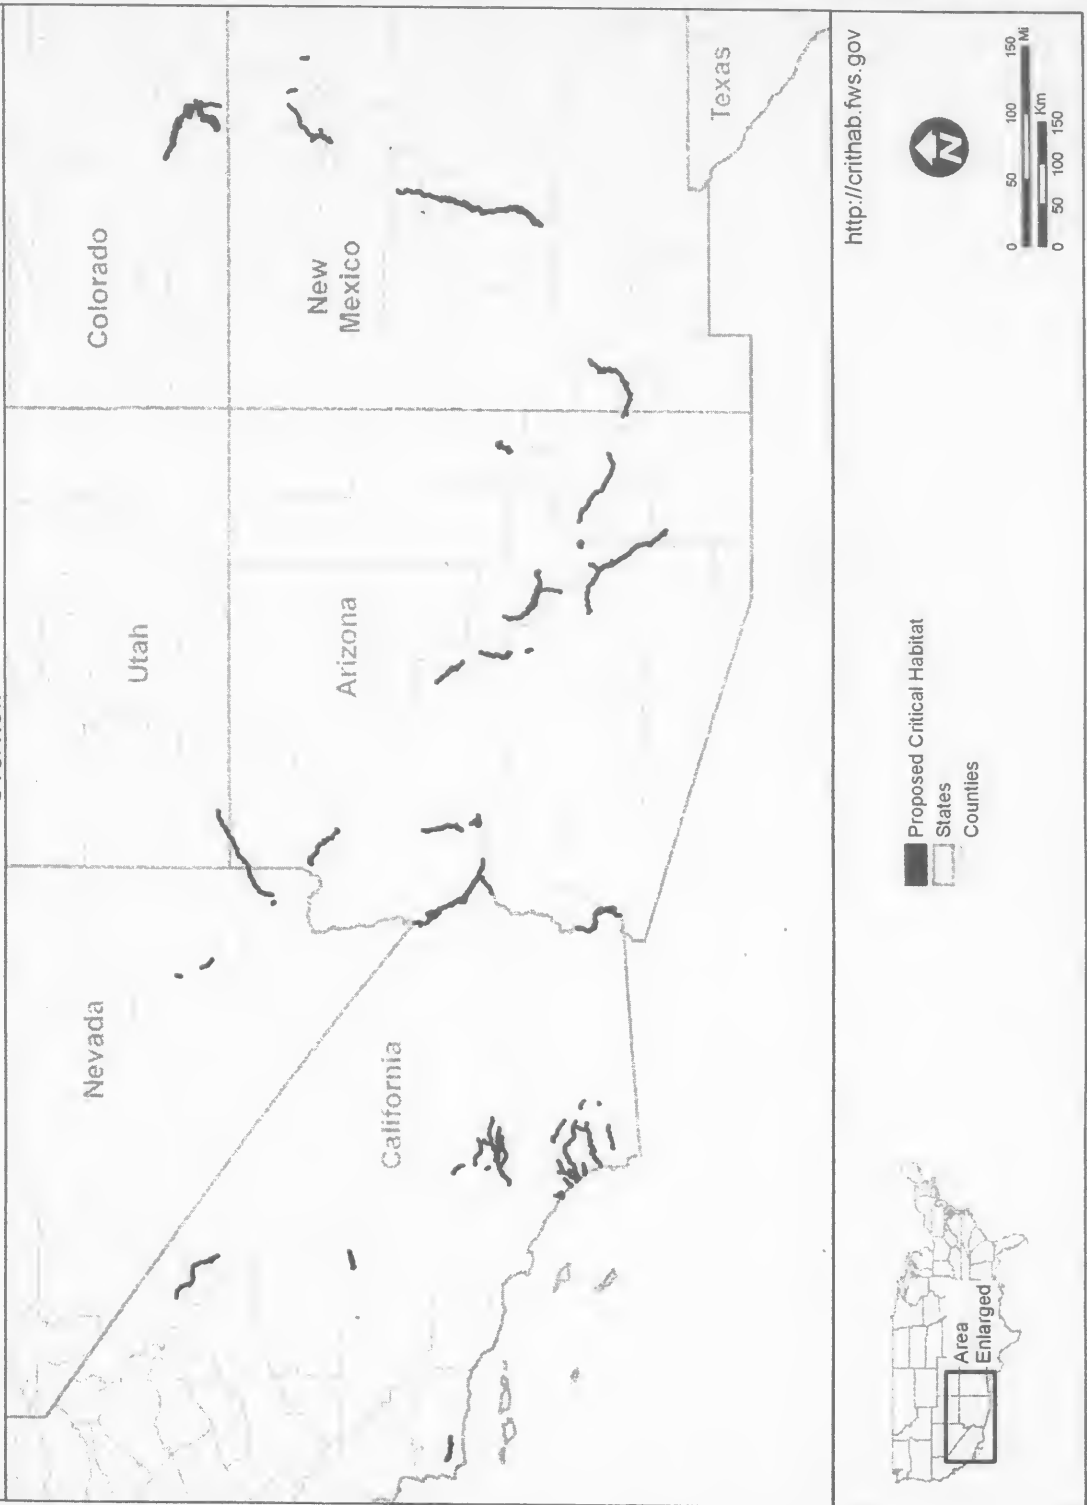 Nevada
Utah
Colorado
California
Arizona
New
Mexico
Texas
Area
Enlarged
Proposed Critical Habitat
States
Counties
http://crithab.fws.gov
N
0 50 100 150
Mi
Km
0 50 100 150